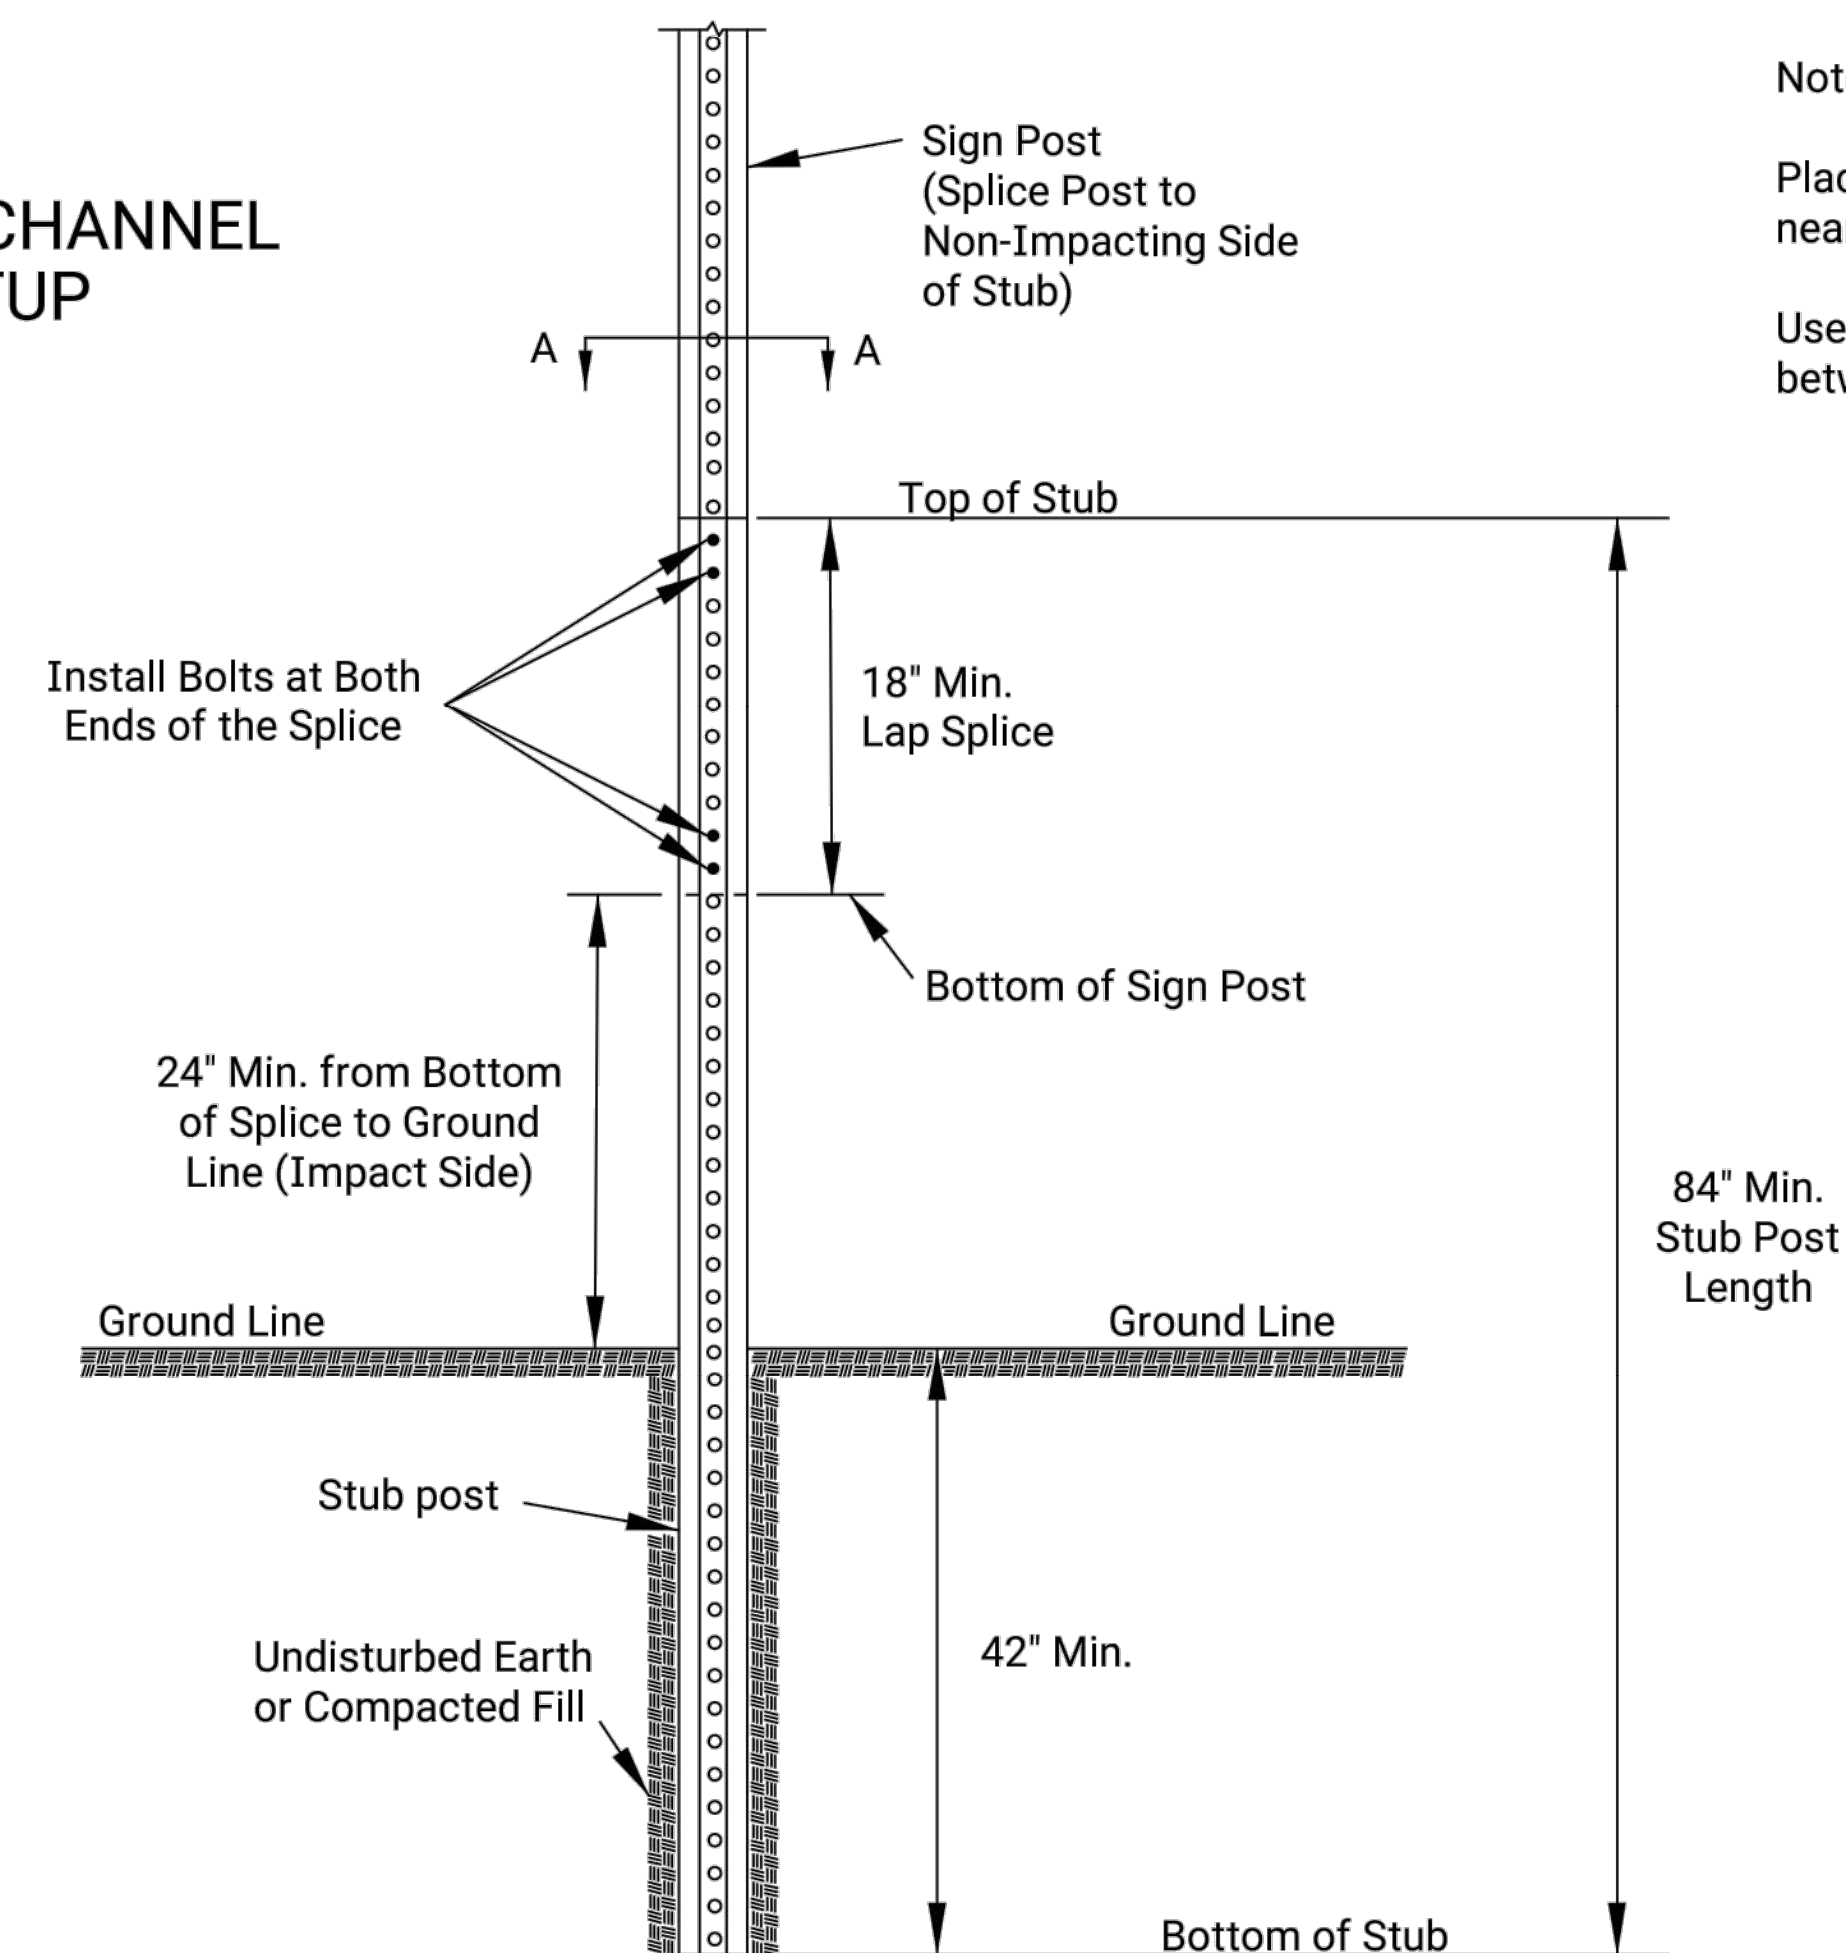 CHANNEL
UP
Sign Post
(Splice Post to
Non-Impacting Side
of Stub)
A
A
Top of Stub
Install Bolts at Both
Ends of the Splice
18" Min.
Lap Splice
Bottom of Sign Post
24" Min. from Bottom
of Splice to Ground
Line (Impact Side)
84" Min.
Stub Post
Length
Ground Line
Ground Line
Stub post
Undisturbed Earth
or Compacted Fill
42" Min.
Bottom of Stub
Use